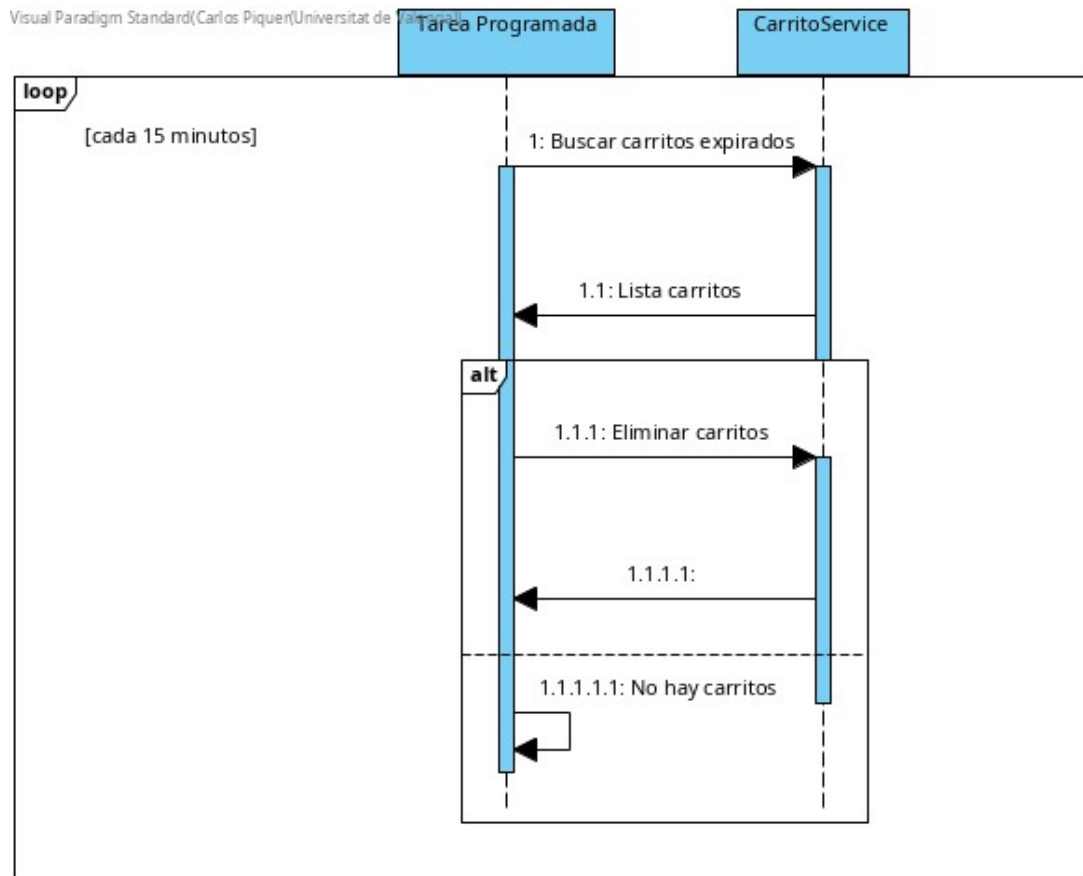 Visual Paradigm Standard(Carlos Piquer(Universitat de Valencia))
Tarea Programada
CarritoService
loop
[cada 15 minutos]
1: Buscar carritos expirados
1.1: Lista carritos
alt
1.1.1: Eliminar carritos
1.1.1.1:
1.1.1.1.1: No hay carritos